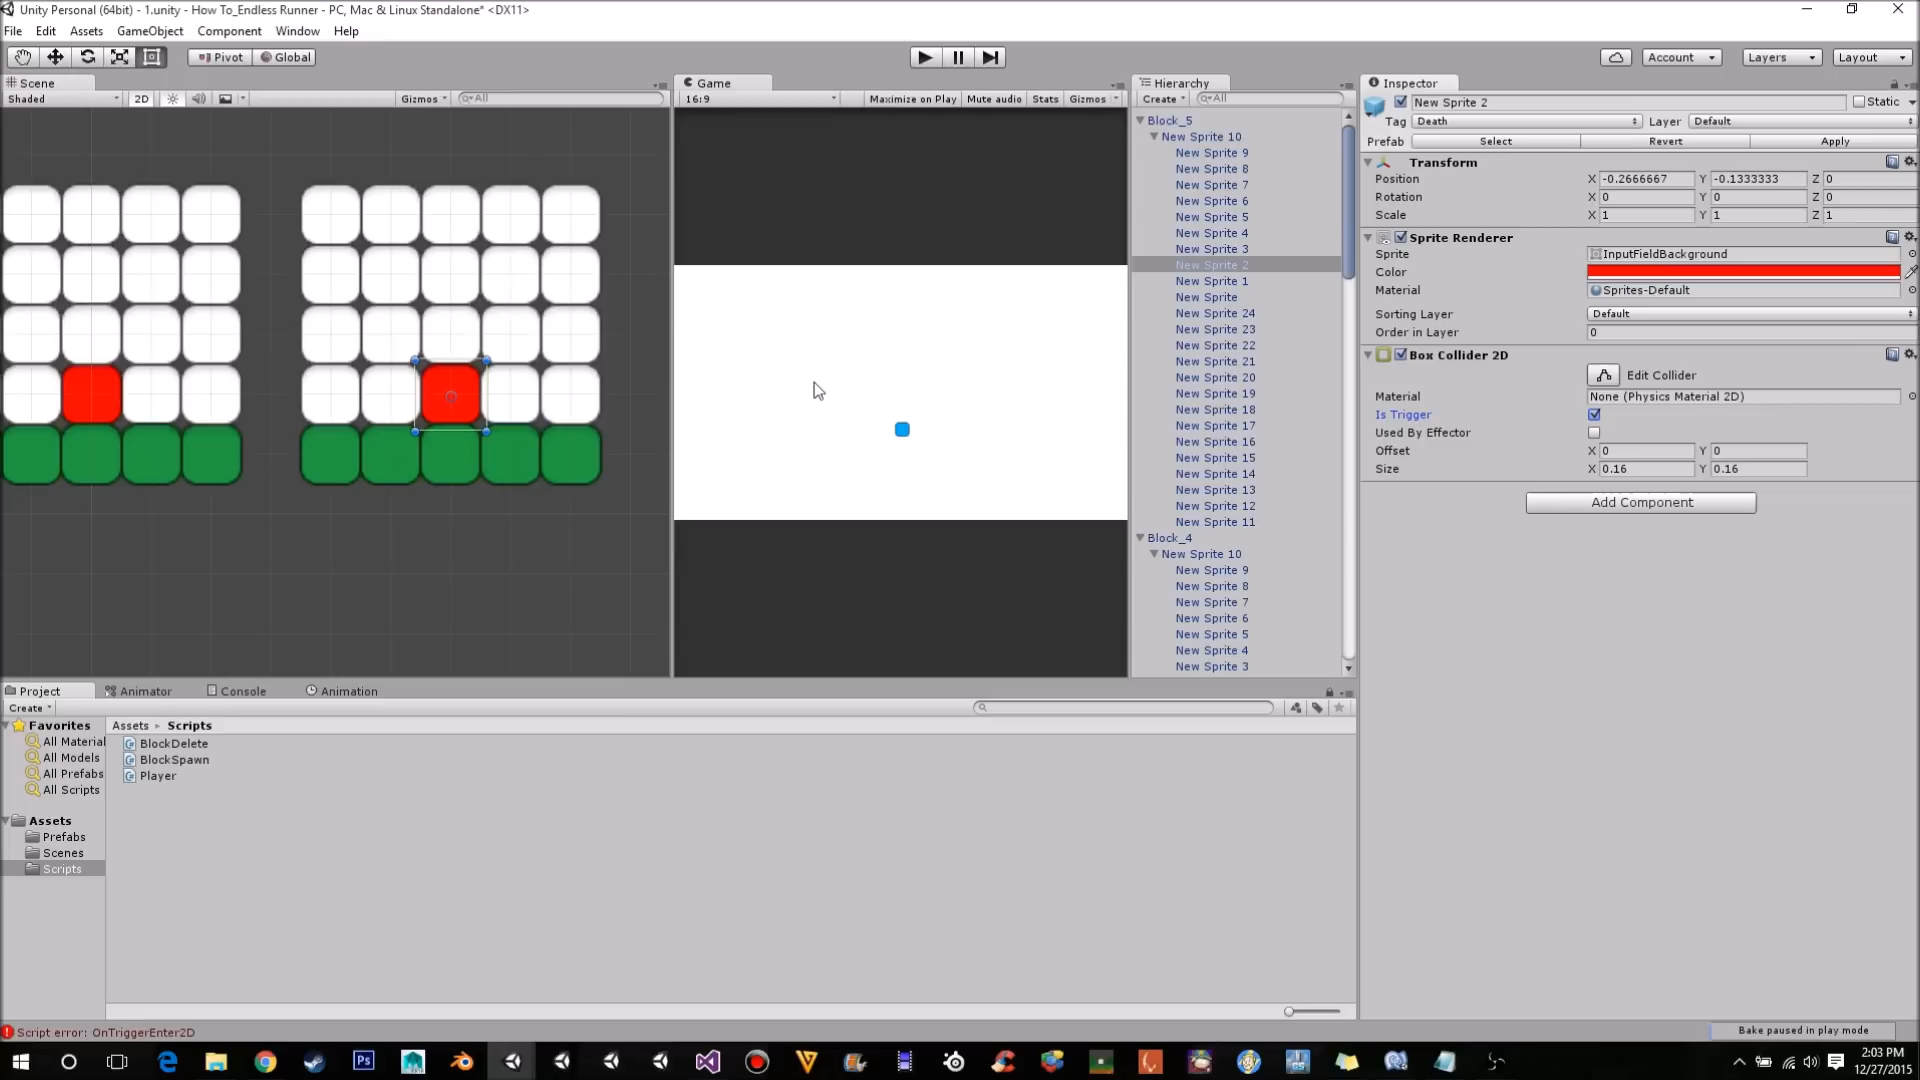 Unity Personal (64bit) - 1.unity - How To_Endless Runner - PC, Mac & Linux Standalone* <DX11>
File Edit Assets GameObject Component Window Help
Pivot Global Account Layers Layout
Scene
Shaded 2D Gizmos All
Game
16:9 Maximize on Play Mute audio Stats Gizmos
Hierarchy
Create All
Block_5
New Sprite 10
New Sprite 9
New Sprite 8
New Sprite 7
New Sprite 6
New Sprite 5
New Sprite 4
New Sprite 3
New Sprite 2
New Sprite 1
New Sprite
New Sprite 24
New Sprite 23
New Sprite 22
New Sprite 21
New Sprite 20
New Sprite 19
New Sprite 18
New Sprite 17
New Sprite 16
New Sprite 15
New Sprite 14
New Sprite 13
New Sprite 12
New Sprite 11
Block_4
New Sprite 10
New Sprite 9
New Sprite 8
New Sprite 7
New Sprite 6
New Sprite 5
New Sprite 4
New Sprite 3
Inspector
New Sprite 2 Static
Tag Death Layer Default
Prefab Select Revert Apply
Transform
Position X -0.2666667 Y -0.1333333 Z 0
Rotation X 0 Y 0 Z 0
Scale X 1 Y 1 Z 1
Sprite Renderer
Sprite InputFieldBackground
Color
Material Sprites-Default
Sorting Layer Default
Order in Layer 0
Box Collider 2D
Edit Collider
Material None (Physics Material 2D)
Is Trigger
Used By Effector
Offset X 0 Y 0
Size X 0.16 Y 0.16
Add Component
Project Animator Console Animation
Create
Favorites
All Material
All Models
All Prefabs
All Scripts
Assets
Prefabs
Scenes
Scripts
Assets Scripts
BlockDelete
BlockSpawn
Player
Script error: OnTriggerEnter2D
Bake paused in play mode
Ps
2:03 PM
12/27/2015